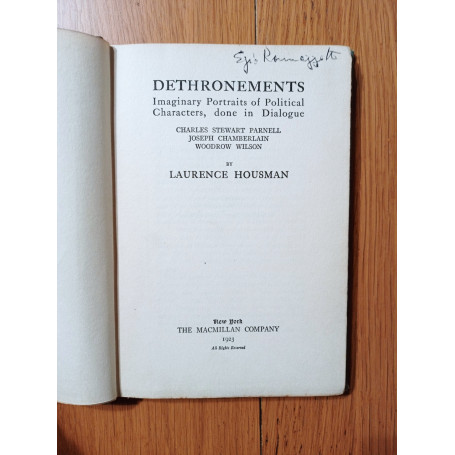 DETHRONEMENTS
Imaginary Portraits of Political
Characters, done in Dialogue
CHARLES STEWART PARNELL
JOSEPH CHAMBERLAIN
WOODROW WILSON
BY
LAURENCE HOUSMAN
New York
THE MACMILLAN COMPANY
1923
All Rights Reserved